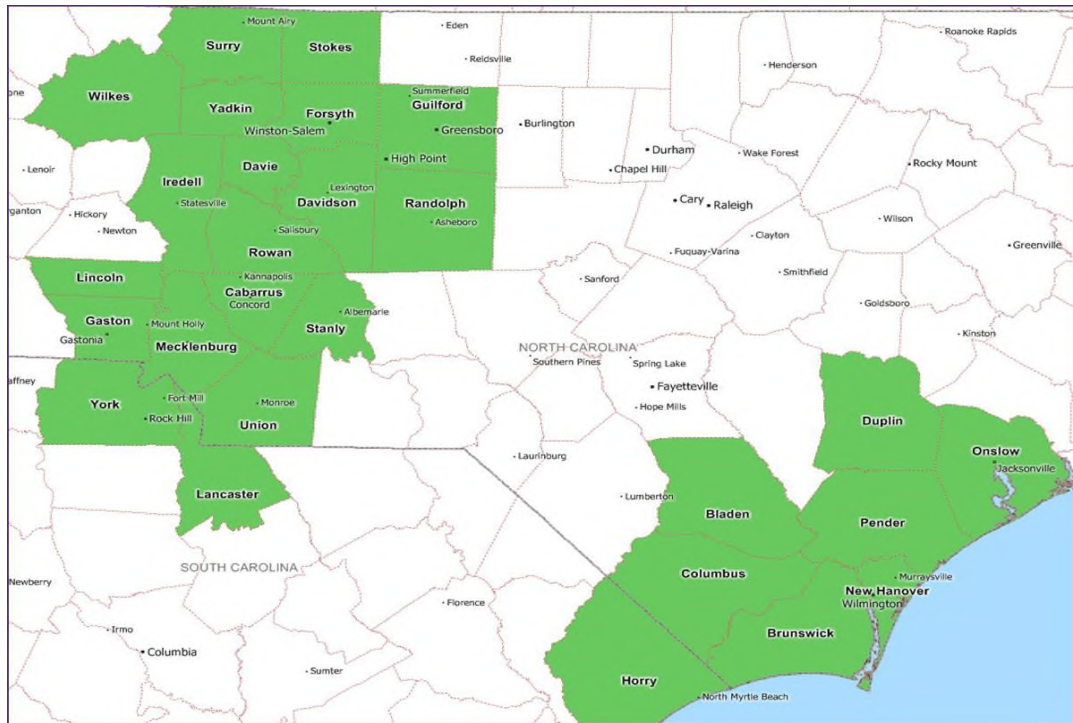 Mount Airy
Eden
Roanoke Rapids
Surry
Stokes
Reidsville
Henderson
one
Wilkes
Summerfield
Yadkin
Forsyth
Guilford
Winston-Salem
Greensboro
Burlington
Durham
Wake Forest
High Point
Chapel Hill
Rocky Mount
Lenoir
Davie
Iredell
Lexington
Statesville
Davidson
Randolph
Cary
Raleigh
rganton
Hickory
Asheboro
Wilson
Newton
Salisbury
Clayton
Greenville
Rowan
Fuquay-Varina
Lincoln
Kannapolis
Sanford
Smithfield
Cabarrus
Concord
Goldsboro
Gaston
Mount Holly
Albemarle
Stanly
Gastonia
Mecklenburg
NORTH CAROLINA
Kinston
Southern Pines
Spring Lake
affney
Fayetteville
York
Fort Mill
Monroe
Hope Mills
Rock Hill
Union
Duplin
Onslow
Laurinburg
Jacksonville
Lancaster
Lumberton
Bladen
Pender
SOUTH CAROLINA
Columbus
Newberry
Murraysville
New Hanover
Wilmington
Florence
Irmo
Brunswick
Columbia
Sumter
Horry
North Myrtle Beach